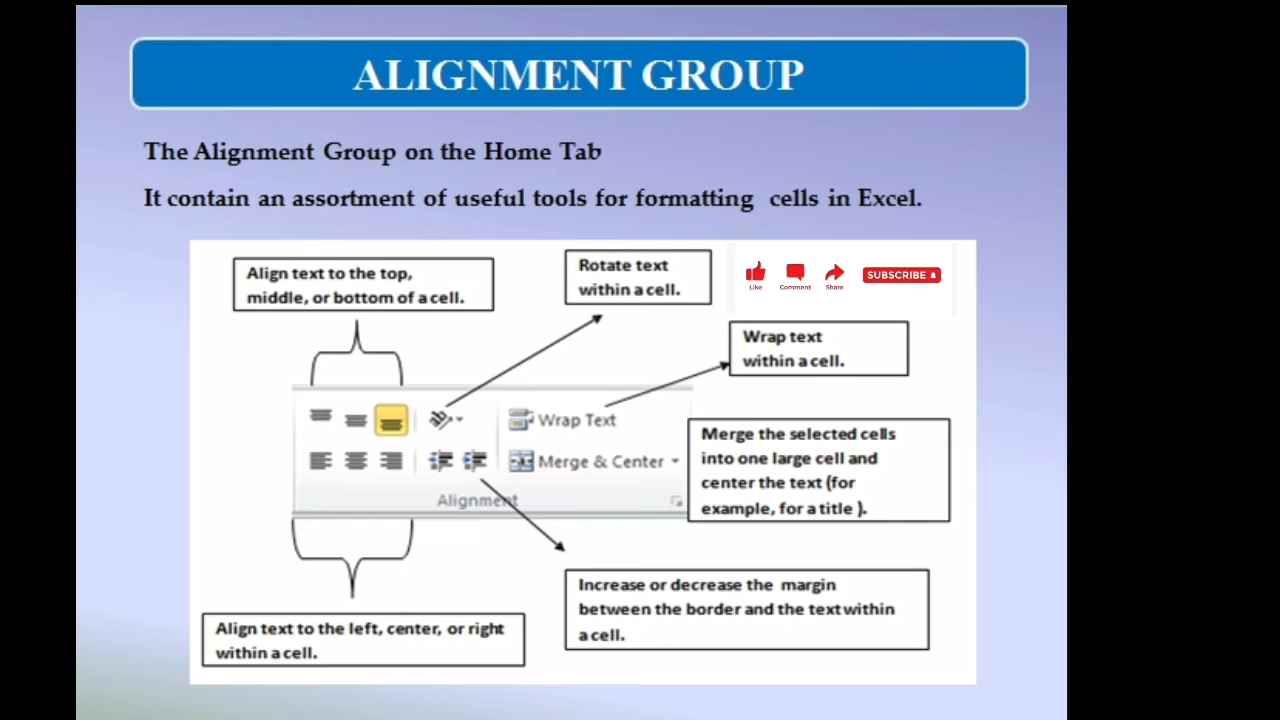 ALIGNMENT GROUP
The Alignment Group on the Home Tab
It contain an assortment of useful tools for formatting cells in Excel.
Align text to the top,
middle, or bottom of a cell.
Rotate text
within a cell.
Like
Comment
Share
SUBSCRIBE
Wrap text
within a cell.
Wrap Text
Merge & Center
Alignment
Merge the selected cells
into one large cell and
center the text (for
example, for a title ).
Increase or decrease the margin
between the border and the text within
a cell.
Align text to the left, center, or right
within a cell.